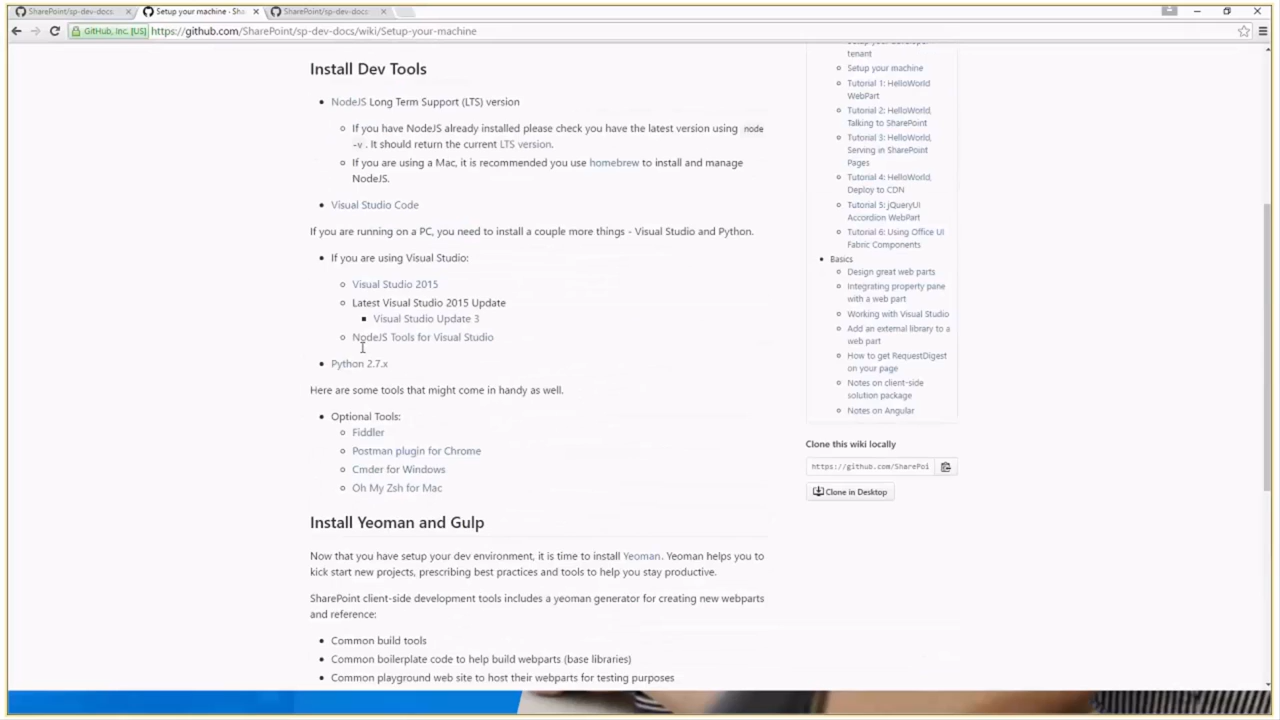 SharePoint/sp-dev-docs:
Setup your machine · Sha
SharePoint/sp-dev-docs
GitHub, Inc. [US]
https://github.com/SharePoint/sp-dev-docs/wiki/Setup-your-machine
Install Dev Tools
NodeJS Long Term Support (LTS) version
If you have NodeJS already installed please check you have the latest version using node
-v . It should return the current LTS version.
If you are using a Mac, it is recommended you use homebrew to install and manage
NodeJS.
Visual Studio Code
If you are running on a PC, you need to install a couple more things - Visual Studio and Python.
If you are using Visual Studio:
Visual Studio 2015
Latest Visual Studio 2015 Update
Visual Studio Update 3
NodeJS Tools for Visual Studio
Python 2.7.x
Here are some tools that might come in handy as well.
Optional Tools:
Fiddler
Postman plugin for Chrome
Cmder for Windows
Oh My Zsh for Mac
Install Yeoman and Gulp
Now that you have setup your dev environment, it is time to install Yeoman. Yeoman helps you to
kick start new projects, prescribing best practices and tools to help you stay productive.
SharePoint client-side development tools includes a yeoman generator for creating new webparts
and reference:
Common build tools
Common boilerplate code to help build webparts (base libraries)
Common playground web site to host their webparts for testing purposes
tenant
Setup your machine
Tutorial 1: HelloWorld
WebPart
Tutorial 2: HelloWorld,
Talking to SharePoint
Tutorial 3: HelloWorld,
Serving in SharePoint
Pages
Tutorial 4: HelloWorld,
Deploy to CDN
Tutorial 5: jQueryUI
Accordion WebPart
Tutorial 6: Using Office UI
Fabric Components
Basics
Design great web parts
Integrating property pane
with a web part
Working with Visual Studio
Add an external library to a
web part
How to get RequestDigest
on your page
Notes on client-side
solution package
Notes on Angular
Clone this wiki locally
https://github.com/SharePoi
Clone in Desktop